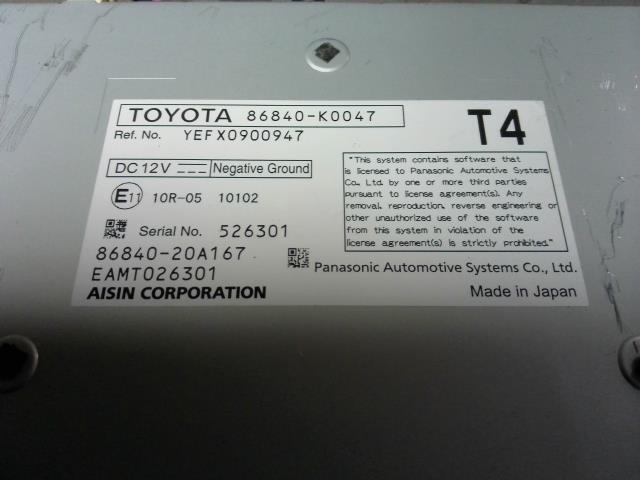 TOYOTA 86840-K0047
T4
Ref. No. YEFX0900947
DC 12V Negative Ground
"This system contains software that
is licensed to Panasonic Automotive Systems
Co., Ltd. by one or more third parties
pursuant to license agreement(s). Any
removal, reproduction, reverse engineering or
other unauthorized use of the software
from this system in violation of the
license agreement(s) is strictly prohibited."
E11 10R-05 10102
Serial No. 526301
86840-20A167
EAMT026301
Panasonic Automotive Systems Co., Ltd.
AISIN CORPORATION
Made in Japan